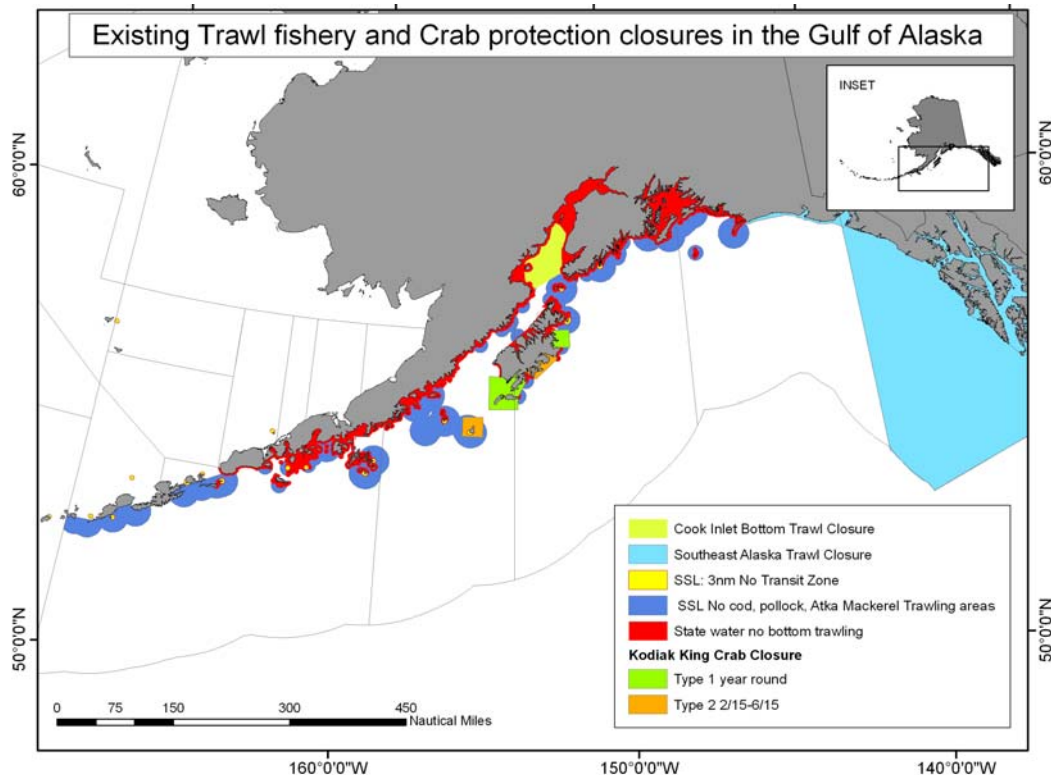 Existing Trawl fishery and Crab protection closures in the Gulf of Alaska
INSET
60°0'0"N
60°0'0"N
50°0'0"N
50°0'0"N
Cook Inlet Bottom Trawl Closure
Southeast Alaska Trawl Closure
SSL: 3nm No Transit Zone
SSL No cod, pollock, Atka Mackerel Trawling areas
State water no bottom trawling
Kodiak King Crab Closure
Type 1 year round
Type 2 2/15-6/15
0 75 150 300 450
Nautical Miles
160°0'0"W
150°0'0"W
140°0'0"W